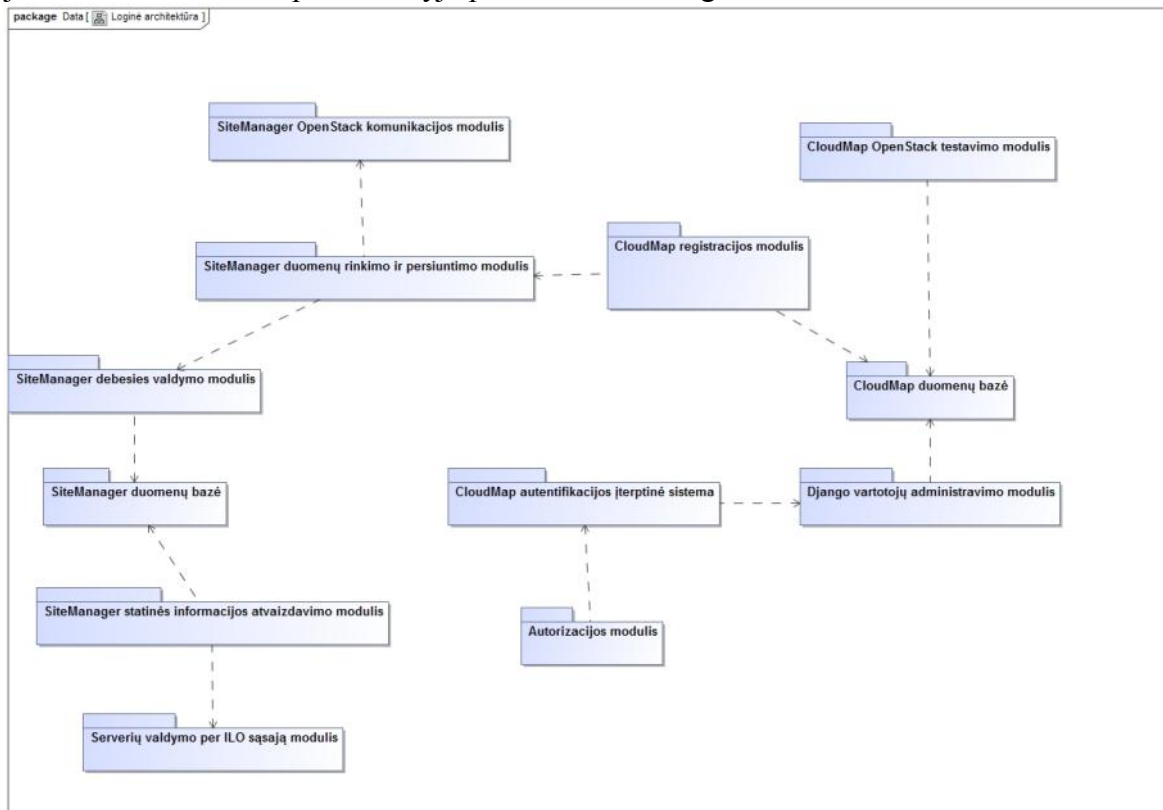 package Data [ Loginė architektūra ]
SiteManager OpenStack komunikacijos modulis
CloudMap OpenStack testavimo modulis
CloudMap registracijos modulis
SiteManager duomenų rinkimo ir persiuntimo modulis
SiteManager debesies valdymo modulis
CloudMap duomenų bazė
SiteManager duomenų bazė
CloudMap autentifikacijos įterptinė sistema
Django vartotojų administravimo modulis
SiteManager statinės informacijos atvaizdavimo modulis
Autorizacijos modulis
Serverių valdymo per ILO sąsają modulis